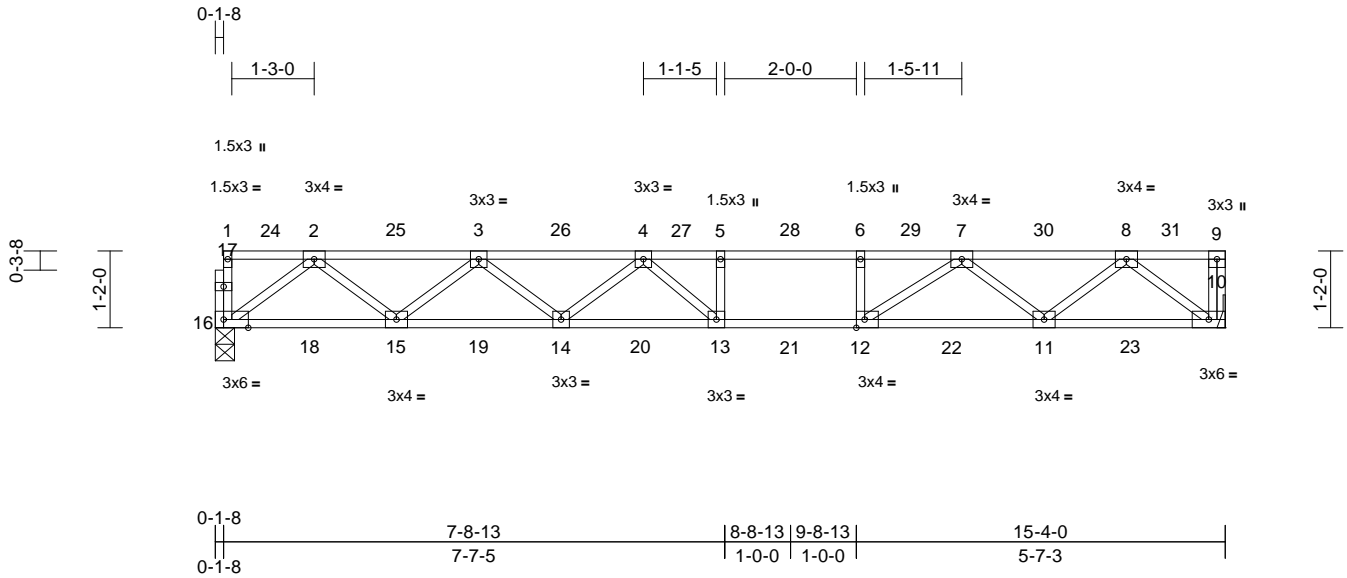 0-1-8
1-3-0 1-1-5 2-0-0 1-5-11
1.5x3 ॥
1.5x3 = 3x4 = 3x3 = 1.5x3 ॥ 3x4 =
3x3 = 1.5x3 ॥ 3x4 = 3x3 ॥
1 24 2 25 3 26 4 27 5 28 6 29 7 30 8 31 9
17
0-3-8
1-2-0
10
1-2-0
16
18 15 19 14 20 13 21 12 22 11 23
3x6 = 3x3 = 3x4 = 3x6 =
3x4 = 3x3 = 3x4 =
0-1-8
7-8-13 8-8-13 9-8-13 15-4-0
7-7-5 1-0-0 1-0-0 5-7-3
0-1-8